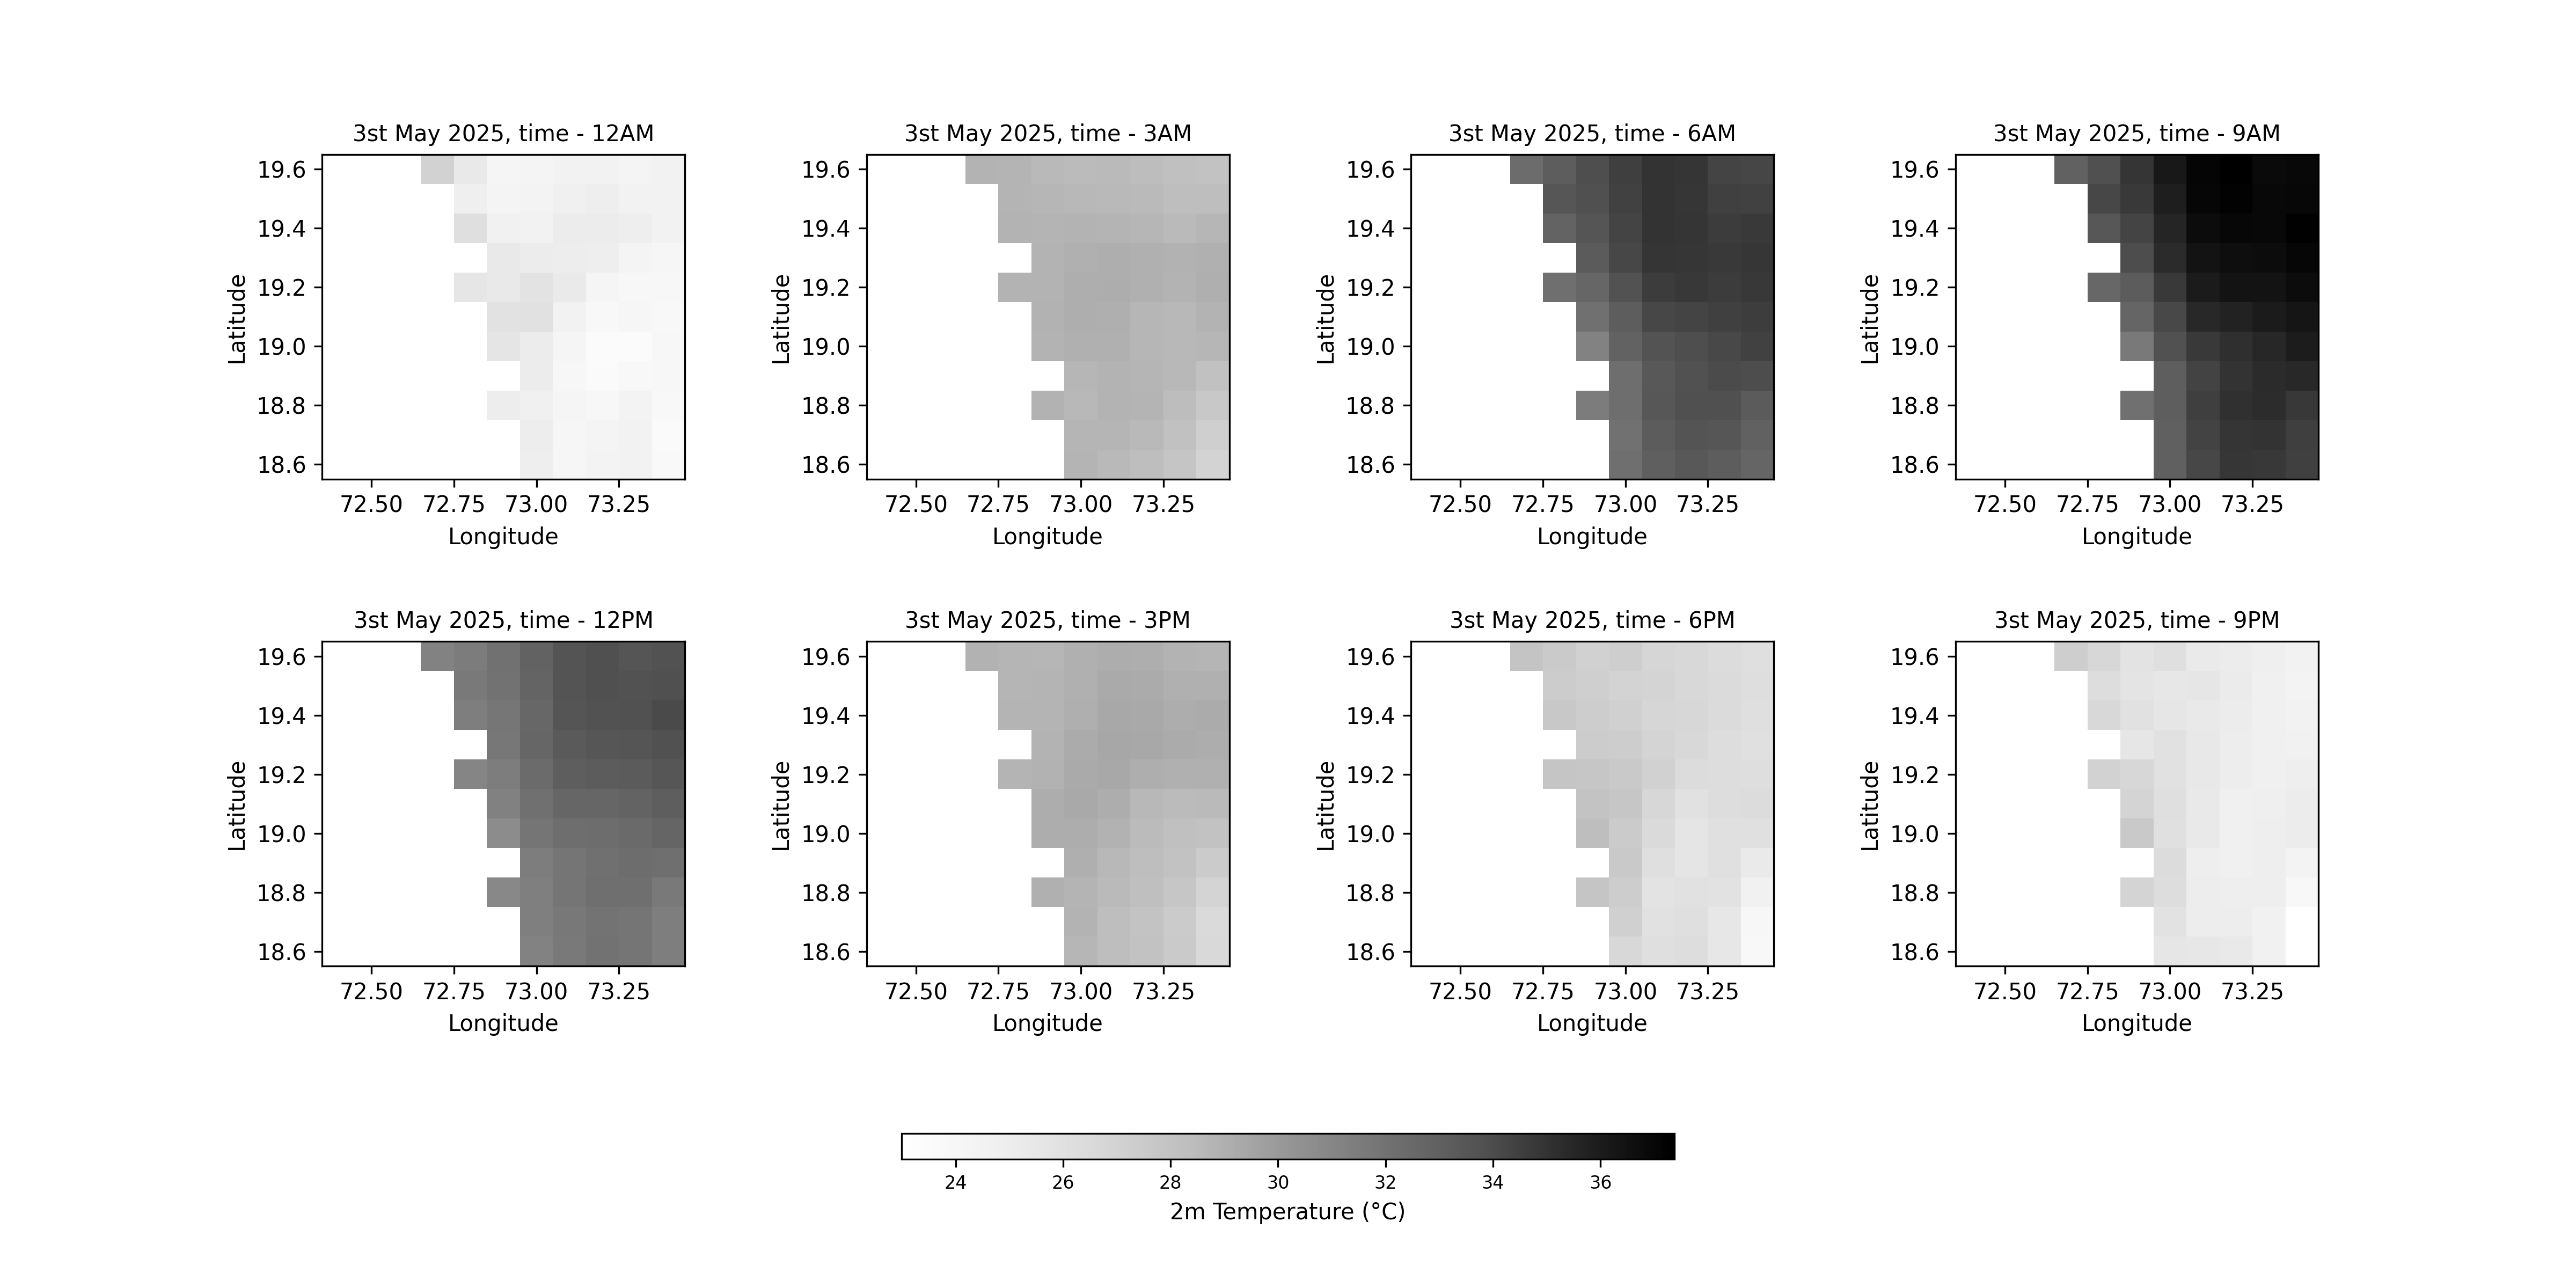 3st May 2025, time - 12AM
3st May 2025, time - 3AM
3st May 2025, time - 6AM
3st May 2025, time - 9AM
Latitude
19.6
19.4
19.2
19.0
18.8
18.6
72.50 72.75 73.00 73.25
Longitude
Latitude
19.6
19.4
19.2
19.0
18.8
18.6
72.50 72.75 73.00 73.25
Longitude
Latitude
19.6
19.4
19.2
19.0
18.8
18.6
72.50 72.75 73.00 73.25
Longitude
Latitude
19.6
19.4
19.2
19.0
18.8
18.6
72.50 72.75 73.00 73.25
Longitude
3st May 2025, time - 12PM
3st May 2025, time - 3PM
3st May 2025, time - 6PM
3st May 2025, time - 9PM
Latitude
19.6
19.4
19.2
19.0
18.8
18.6
72.50 72.75 73.00 73.25
Longitude
Latitude
19.6
19.4
19.2
19.0
18.8
18.6
72.50 72.75 73.00 73.25
Longitude
Latitude
19.6
19.4
19.2
19.0
18.8
18.6
72.50 72.75 73.00 73.25
Longitude
Latitude
19.6
19.4
19.2
19.0
18.8
18.6
72.50 72.75 73.00 73.25
Longitude
24 26 28 30 32 34 36
2m Temperature (°C)